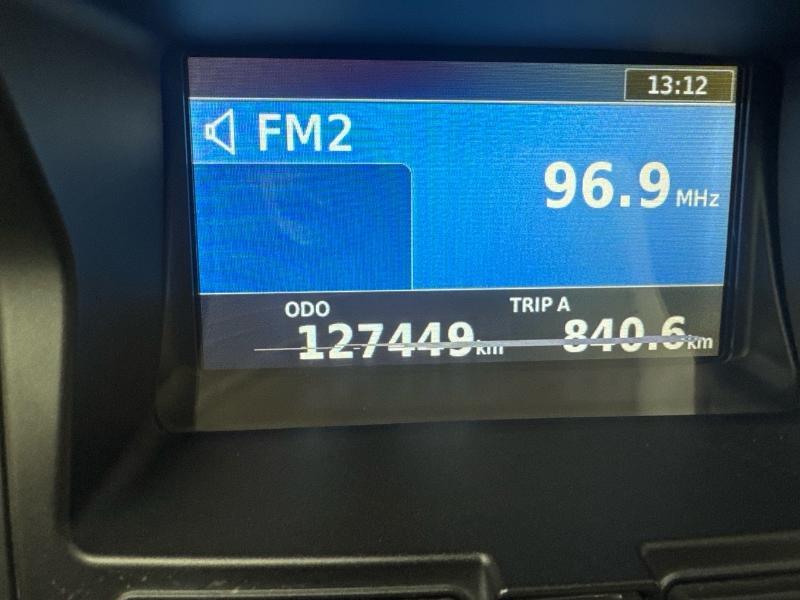 13:12
FM2
96.9 MHz
ODO TRIP A
127449 km 840.6 km